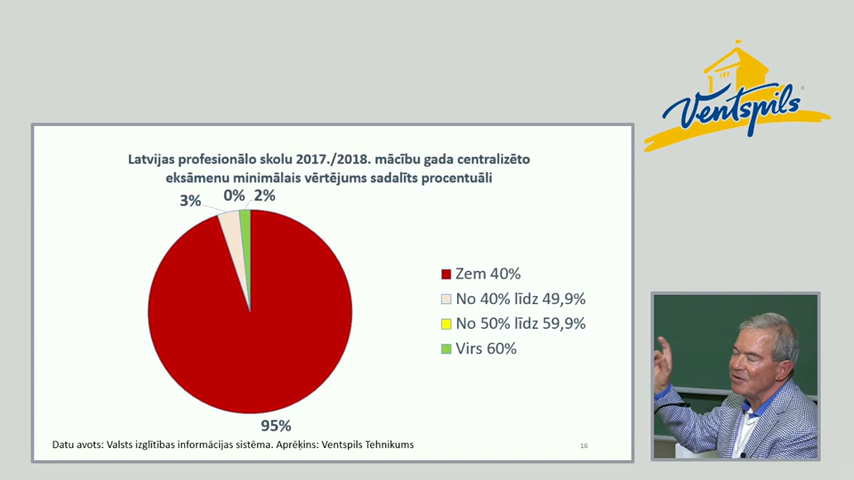 Ventspils
Latvijas profesionālo skolu 2017./2018. mācību gada centralizēto
eksāmenu minimālais vērtējums sadalīts procentuāli
3%
0%
2%
95%
Zem 40%
No 40% līdz 49,9%
No 50% līdz 59,9%
Virs 60%
Datu avots: Valsts izglītības informācijas sistēma. Aprēķins: Ventspils Tehnikums
16